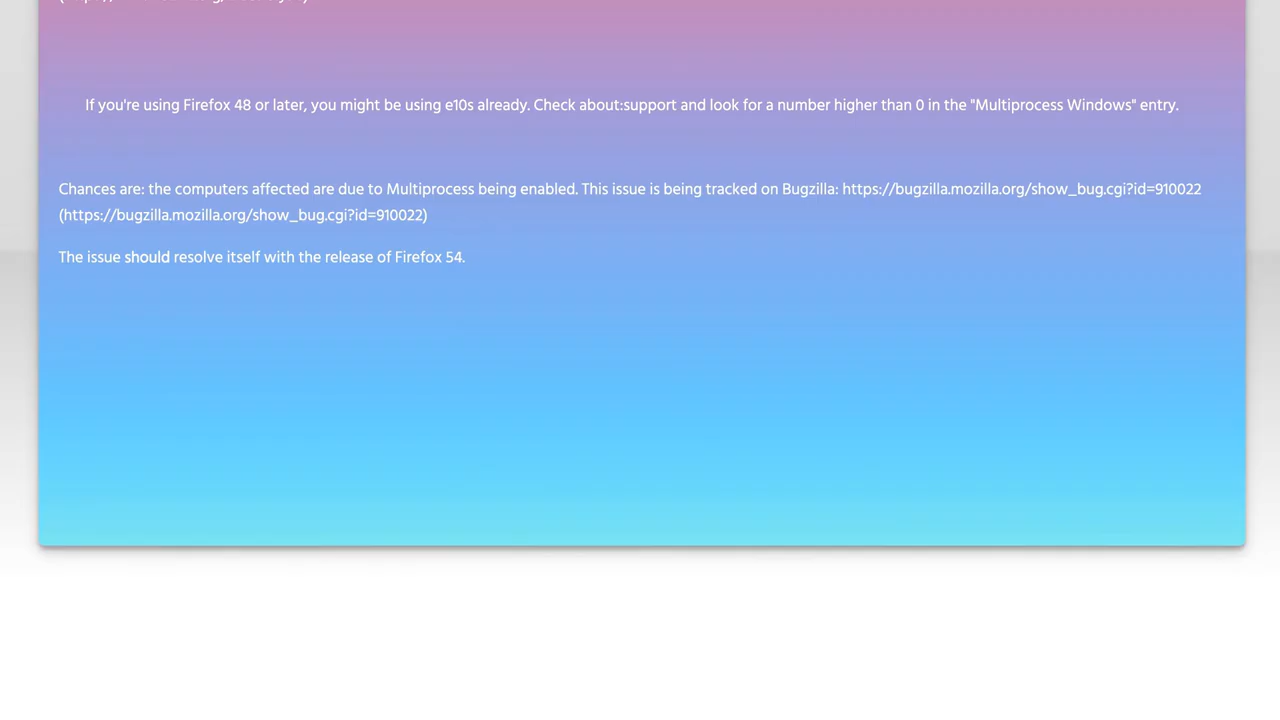 If you're using Firefox 48 or later, you might be using e10s already. Check about:support and look for a number higher than 0 in the "Multiprocess Windows" entry.
Chances are: the computers affected are due to Multiprocess being enabled. This issue is being tracked on Bugzilla: https://bugzilla.mozilla.org/show_bug.cgi?id=910022
(https://bugzilla.mozilla.org/show_bug.cgi?id=910022)
The issue should resolve itself with the release of Firefox 54.